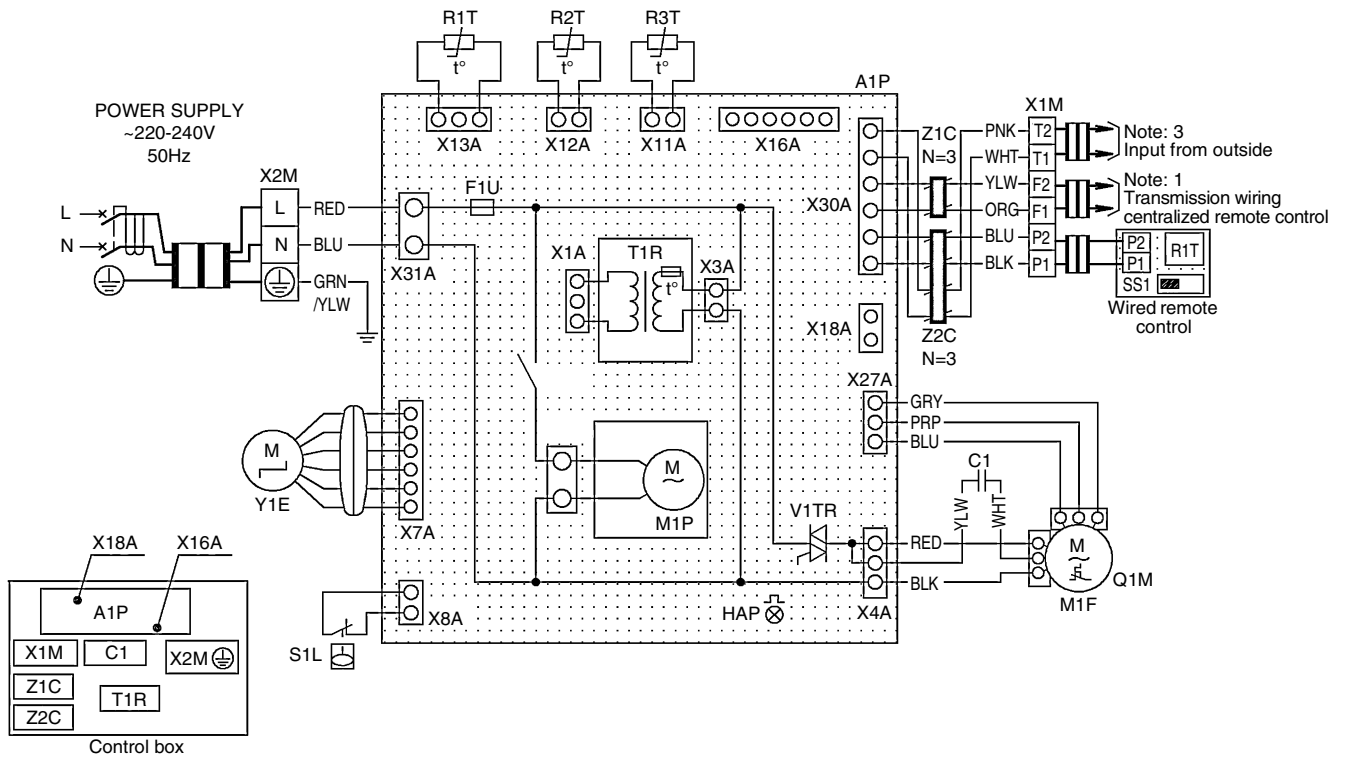 R1T
R2T
R3T
t°
t°
t°
A1P
POWER SUPPLY
~220-240V
50Hz
X13A
X12A
X11A
X16A
X1M
Z1C
N=3
PNK
T2
Note: 3
Input from outside
WHT
T1
YLW
F2
Note: 1
Transmission wiring
centralized remote control
ORG
F1
X30A
BLU
P2
P2
R1T
BLK
P1
P1
SS1
Wired remote
control
X2M
L
L
RED
F1U
N
N
BLU
X31A
GRN
/YLW
X1A
T1R
t°
X3A
X18A
Z2C
N=3
X27A
GRY
PRP
BLU
C1
YLW
WHT
M
Y1E
X7A
M
~
M1P
V1TR
RED
BLK
X4A
M
Q1M
M1F
HAP
X8A
S1L
X18A
X16A
A1P
X1M
C1
X2M
Z1C
T1R
Z2C
Control box